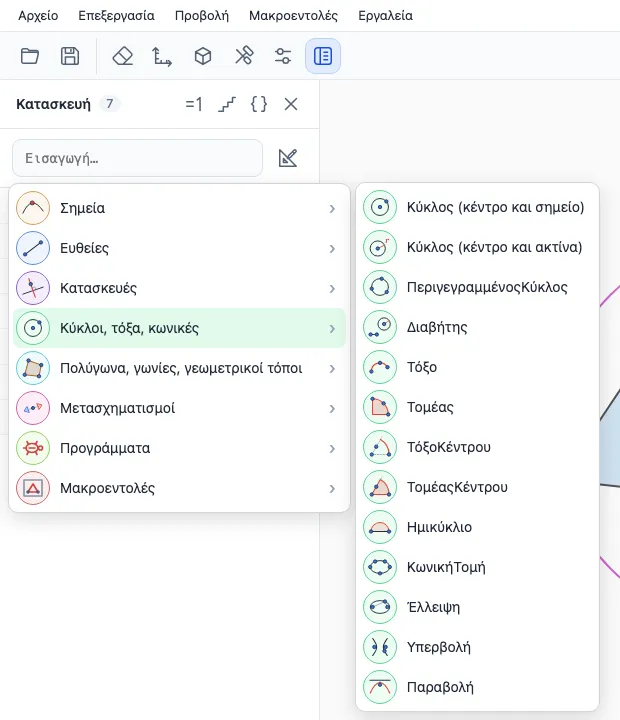 Αρχείο Επεξεργασία Προβολή Μακροεντολές Εργαλεία
Κατασκευή 7 =1 { }
Εισαγωγή…
Σημεία
Ευθείες
Κατασκευές
Κύκλοι, τόξα, κωνικές
Πολύγωνα, γωνίες, γεωμετρικοί τόποι
Μετασχηματισμοί
Προγράμματα
Μακροεντολές
Κύκλος (κέντρο και σημείο)
Κύκλος (κέντρο και ακτίνα)
ΠεριγεγραμμένοςΚύκλος
Διαβήτης
Τόξο
Τομέας
ΤόξοΚέντρου
ΤομέαςΚέντρου
Ημικύκλιο
ΚωνικήΤομή
Έλλειψη
Υπερβολή
Παραβολή